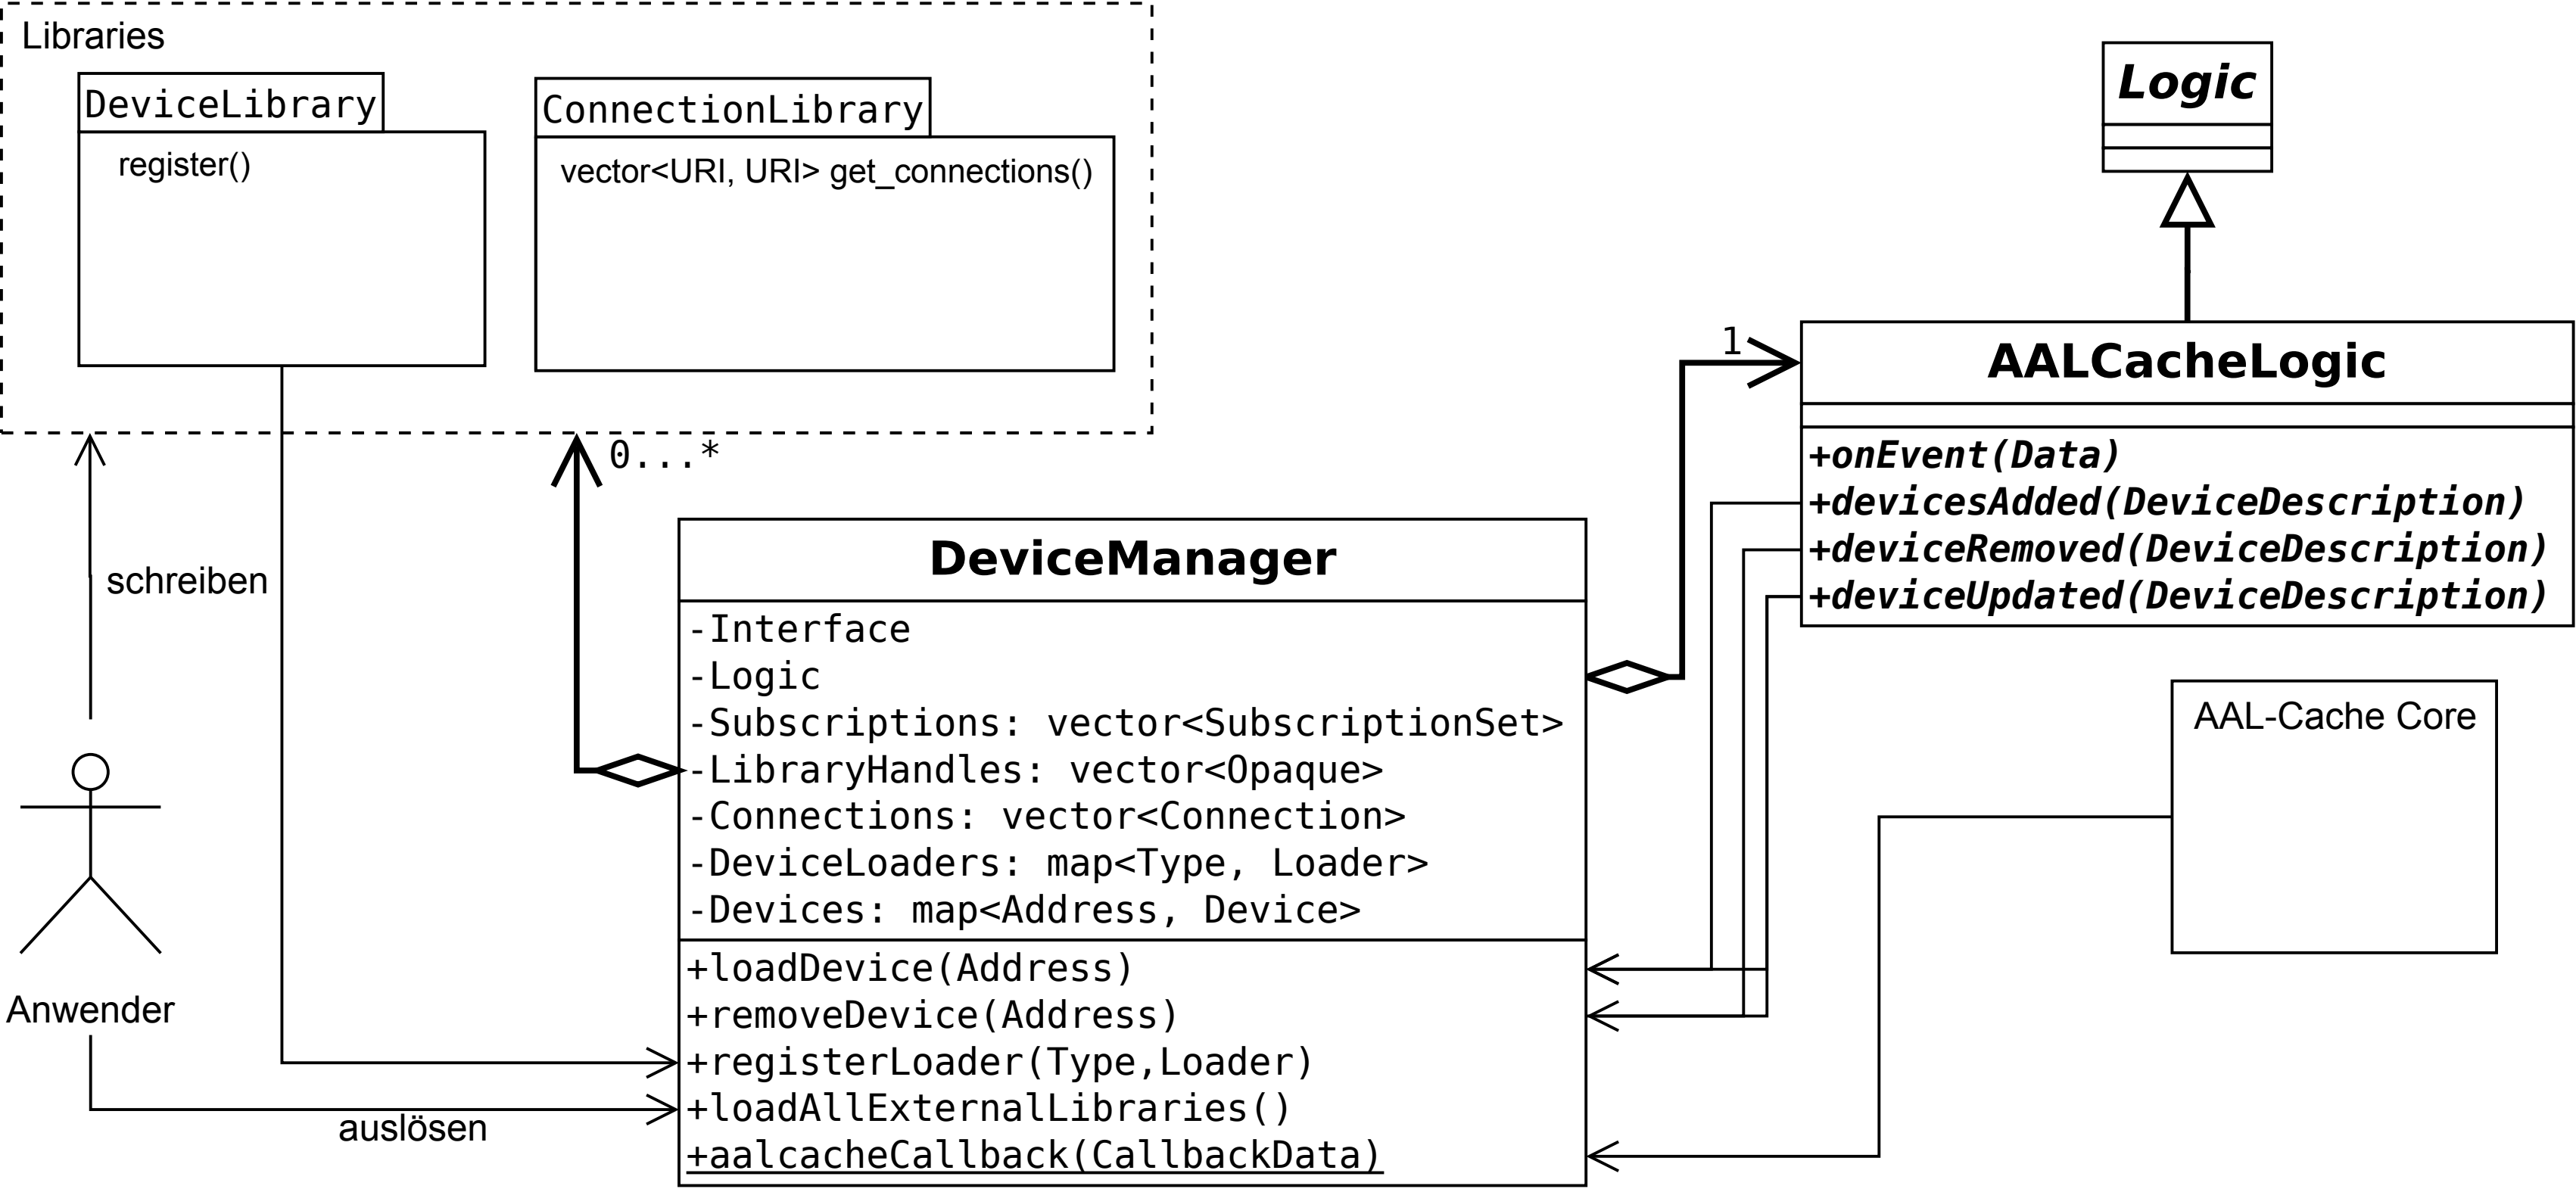 Libraries
DeviceLibrary
register()
ConnectionLibrary
vector<URI, URI> get_connections()
Logic
1
AALCacheLogic
+onEvent(Data)
+devicesAdded(DeviceDescription)
+deviceRemoved(DeviceDescription)
+deviceUpdated(DeviceDescription)
0...*
schreiben
DeviceManager
-Interface
-Logic
-Subscriptions: vector<SubscriptionSet>
-LibraryHandles: vector<Opaque>
-Connections: vector<Connection>
-DeviceLoaders: map<Type, Loader>
-Devices: map<Address, Device>
+loadDevice(Address)
+removeDevice(Address)
+registerLoader(Type,Loader)
+loadAllExternalLibraries()
+aalcacheCallback(CallbackData)
AAL-Cache Core
Anwender
auslösen